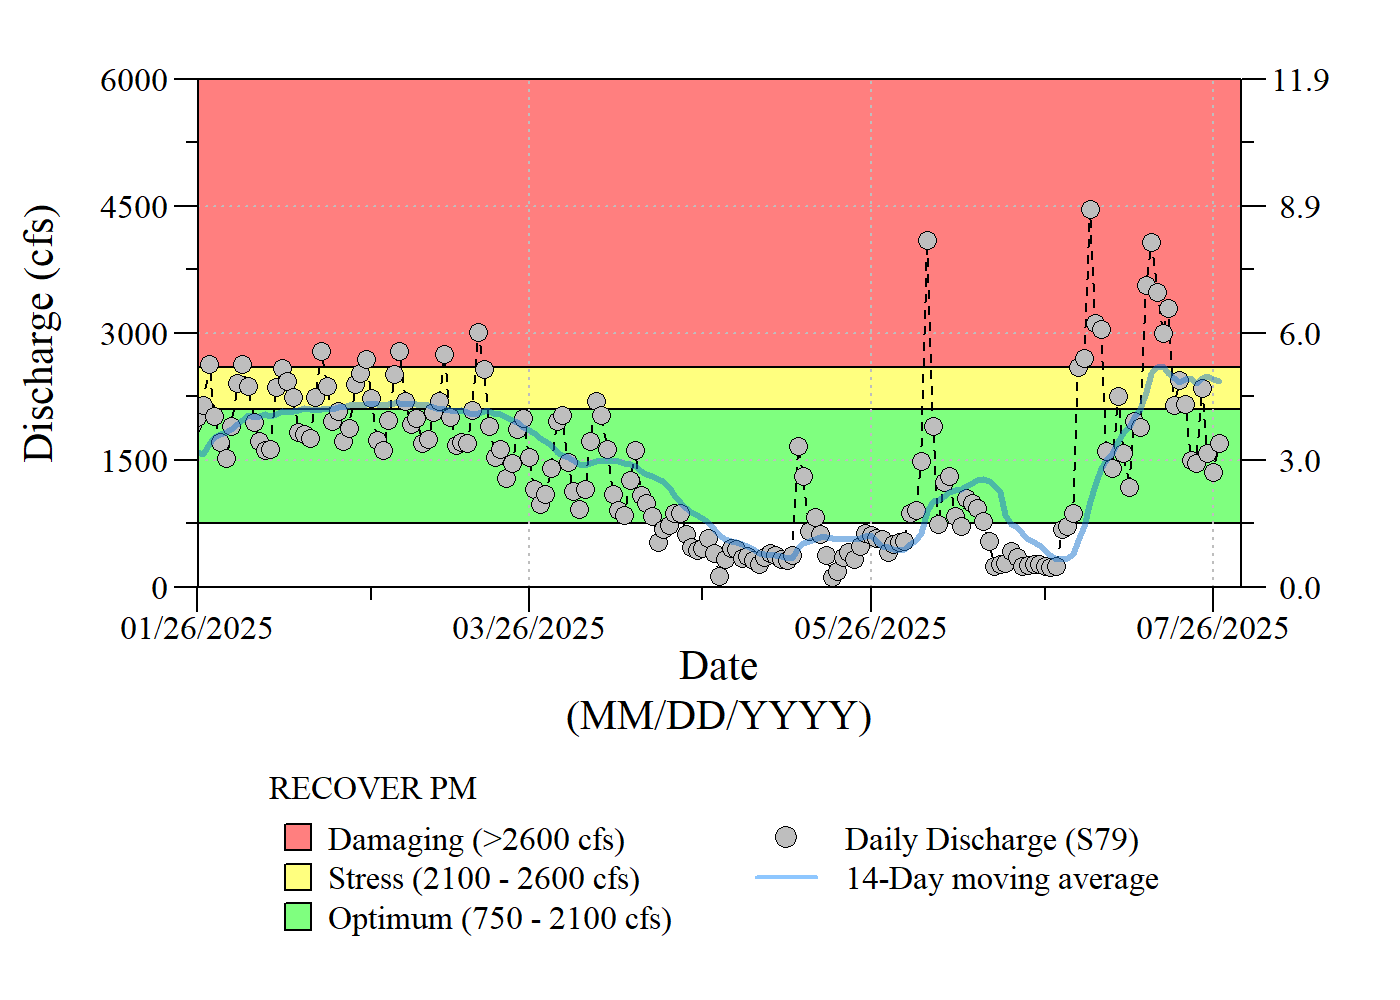 6000
4500
3000
1500
0
11.9
8.9
6.0
3.0
0.0
Discharge (cfs)
01/26/2025
03/26/2025
05/26/2025
07/26/2025
Date
(MM/DD/YYYY)
RECOVER PM
Damaging (>2600 cfs)
Stress (2100 - 2600 cfs)
Optimum (750 - 2100 cfs)
Daily Discharge (S79)
14-Day moving average